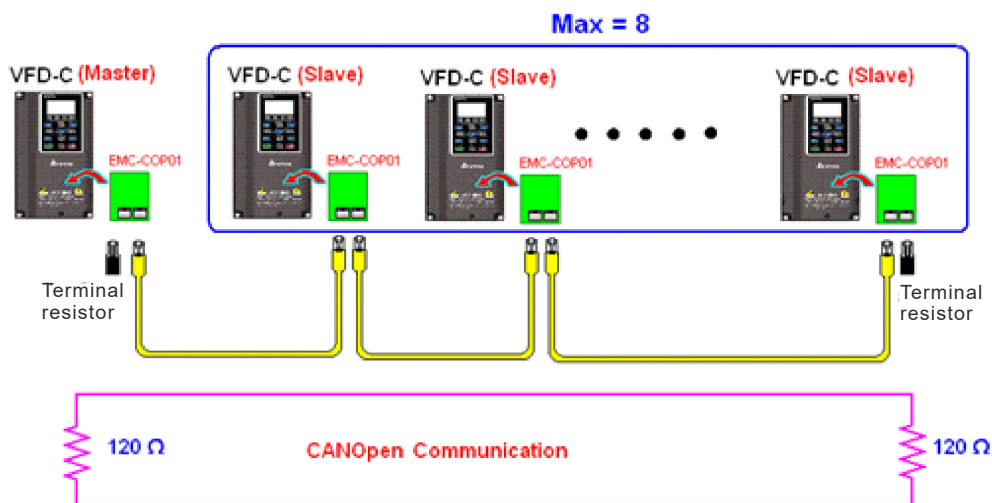 Max = 8
VFD-C (Master)
VFD-C (Slave)
VFD-C (Slave)
VFD-C (Slave)
EMC-COP01
EMC-COP01
EMC-COP01
EMC-COP01
Terminal
resistor
Terminal
resistor
120 Ω
CANOpen Communication
120 Ω